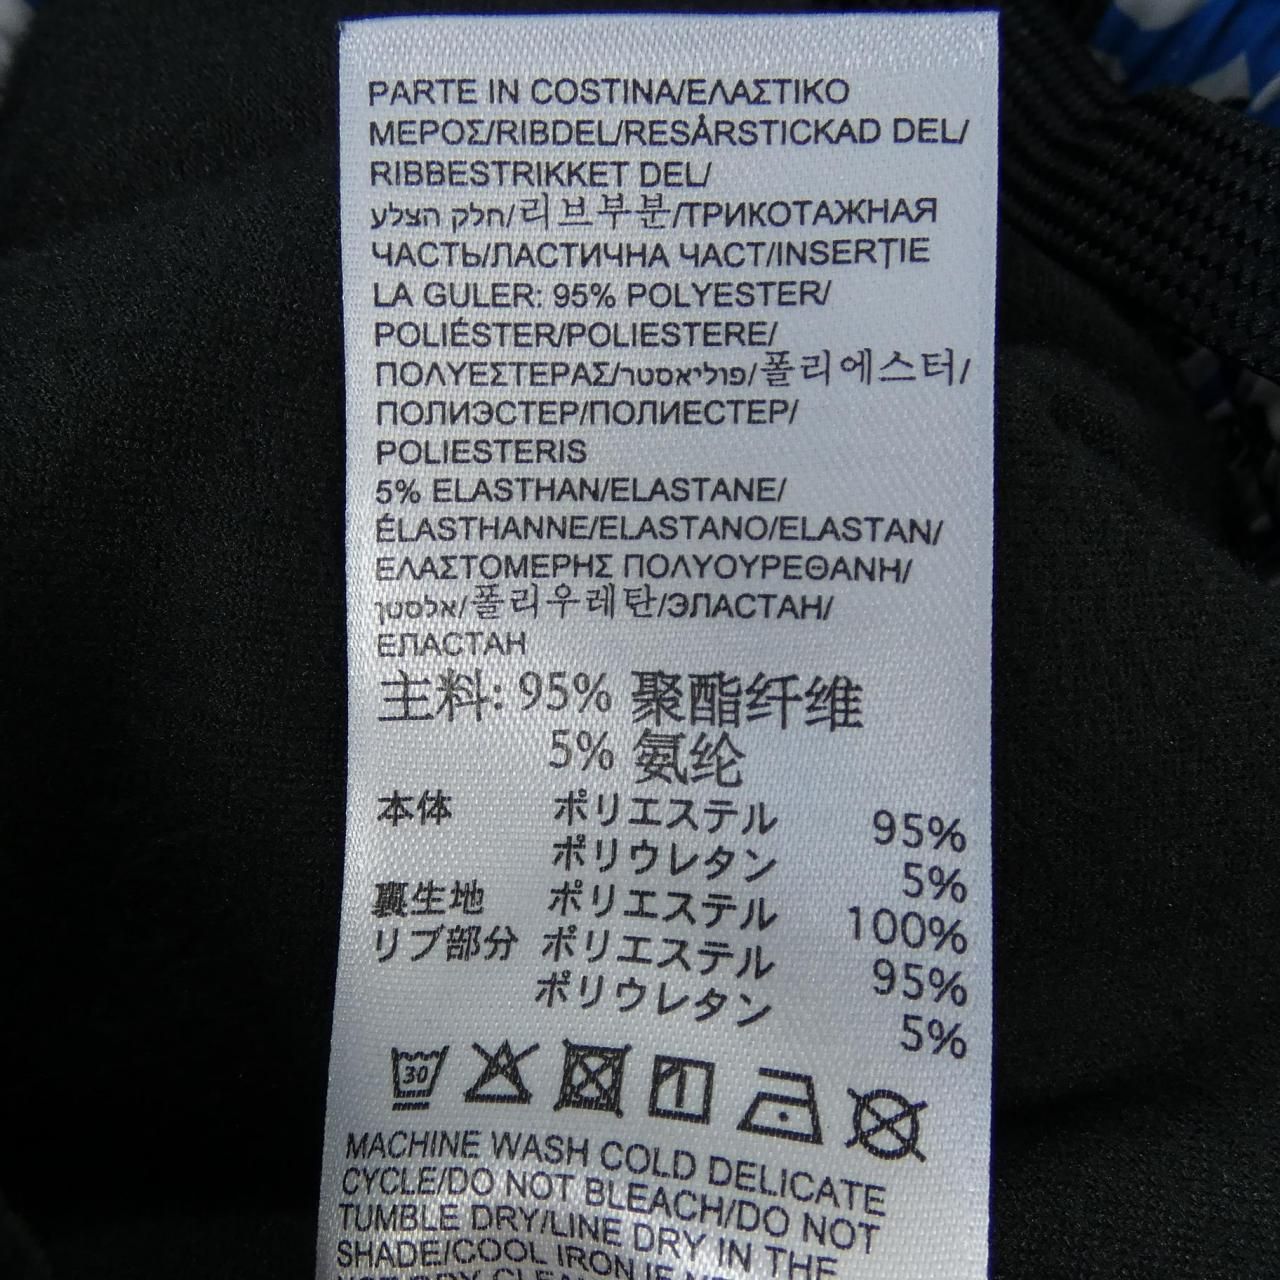 PARTE IN COSTINA/ΕΛΑΣΤΙΚΟ
ΜΕΡΟΣ/RIBDEL/RESÅRSTICKAD DEL/
RIBBESTRIKKET DEL/
חלק הצלע/리브부분/ТРИКОТАЖНАЯ
ЧАСТЬ/ЛАСТИЧНА ЧАСТ/INSERȚIE
LA GULER: 95% POLYESTER/
POLIÉSTER/POLIESTERE/
ΠΟΛΥΕΣΤΕΡΑΣ/פוליאסטר/폴리에스터/
ПОЛИЭСТЕР/ПОЛИЕСТЕР/
POLIESTERIS
5% ELASTHAN/ELASTANE/
ÉLASTHANNE/ELASTANO/ELASTAN/
ΕΛΑΣΤΟΜΕΡΗΣ ΠΟΛΥΟΥΡΕΘΑΝΗ/
אלסטן/폴리우레탄/ЭЛАСТАН/
ЕЛАСТАН
主料: 95% 聚酯纤维
5% 氨纶
本体 ポリエステル 95%
ポリウレタン 5%
裏生地 ポリエステル 100%
リブ部分 ポリエステル 95%
ポリウレタン 5%
30
MACHINE WASH COLD DELICATE
CYCLE/DO NOT BLEACH/DO NOT
TUMBLE DRY/LINE DRY IN THE
SHADE/COOL IRON IF